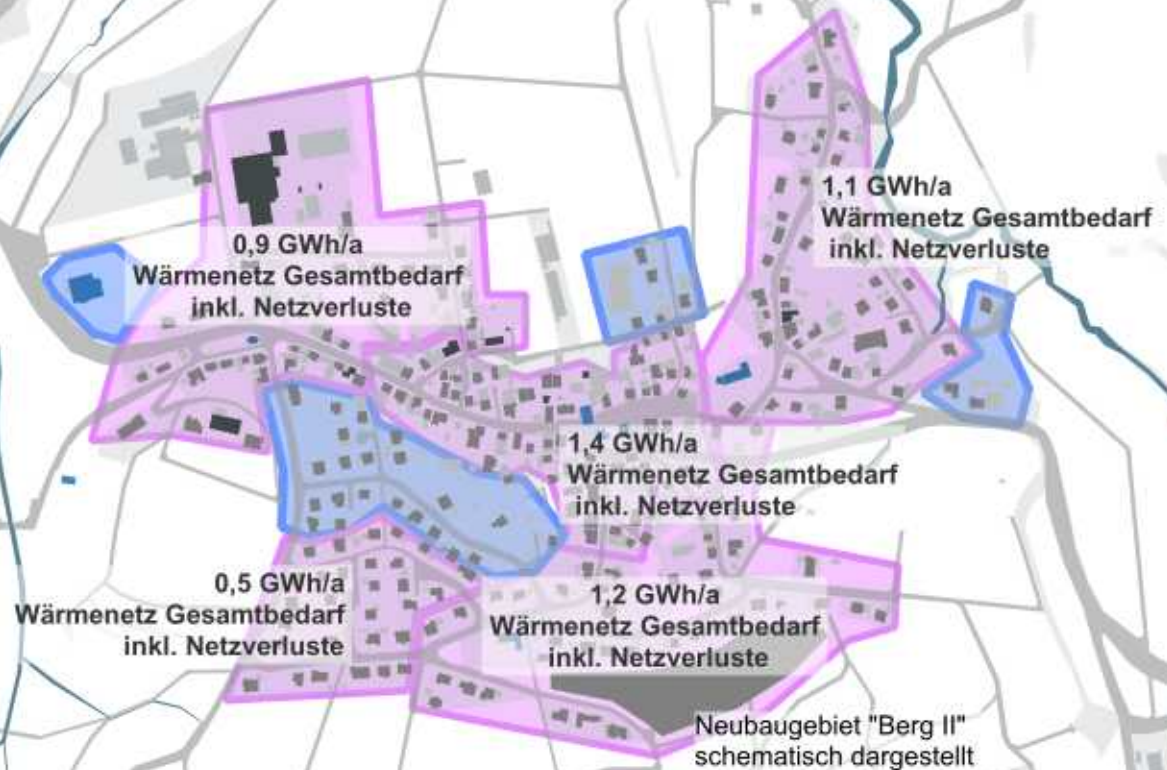 1,1 GWh/a
Wärmenetz Gesamtbedarf
inkl. Netzverluste
0,9 GWh/a
Wärmenetz Gesamtbedarf
inkl. Netzverluste
1,4 GWh/a
Wärmenetz Gesamtbedarf
inkl. Netzverluste
0,5 GWh/a
Wärmenetz Gesamtbedarf
inkl. Netzverluste
1,2 GWh/a
Wärmenetz Gesamtbedarf
inkl. Netzverluste
Neubaugebiet "Berg II"
schematisch dargestellt